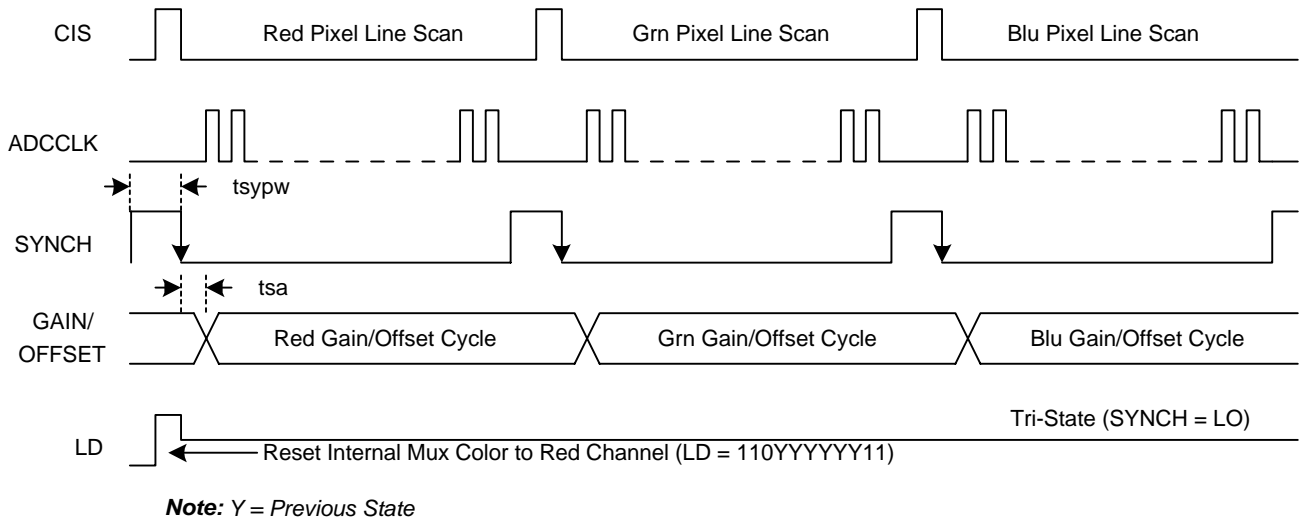 CIS
Red Pixel Line Scan
Grn Pixel Line Scan
Blu Pixel Line Scan
ADCCLK
tsypw
SYNCH
tsa
GAIN/
OFFSET
Red Gain/Offset Cycle
Grn Gain/Offset Cycle
Blu Gain/Offset Cycle
Tri-State (SYNCH = LO)
LD
Reset Internal Mux Color to Red Channel (LD = 110YYYYYY11)
Note: Y = Previous State